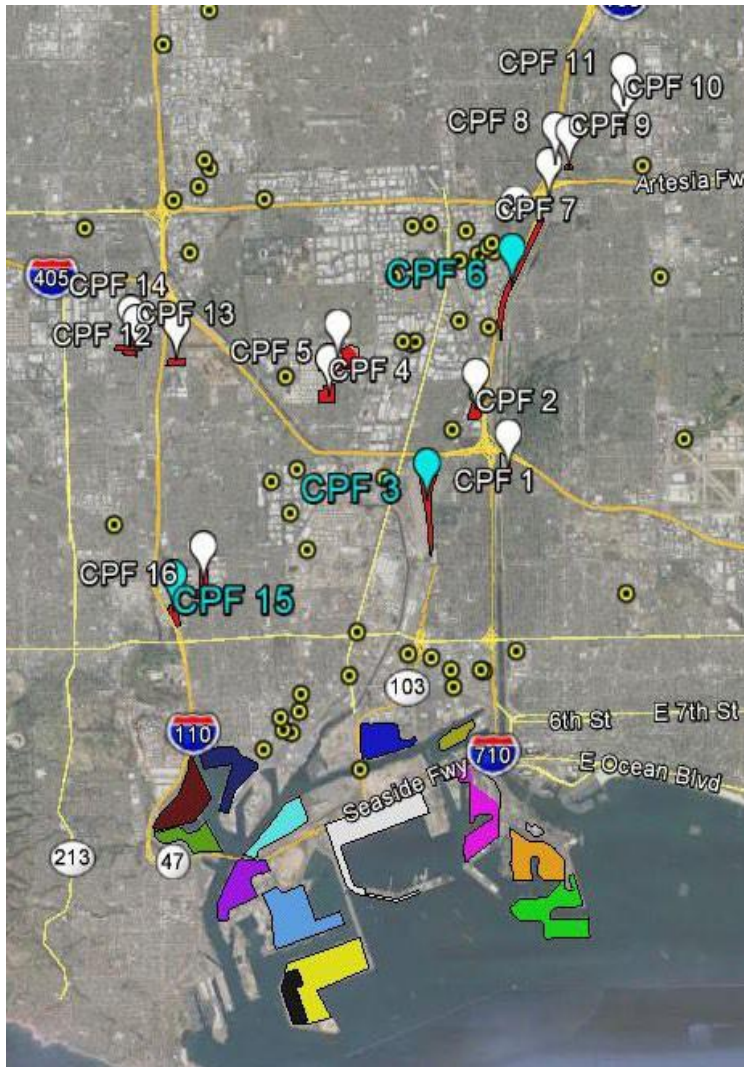 CPF 11
CPF 10
CPF 8
CPF 9
Artesia Fw
CPF 7
405
CPF 6
CPF 14
CPF 13
CPF 12
CPF 5
CPF 4
CPF 2
CPF 3
CPF 1
CPF 16
CPF 15
103
110
6th St
E 7th St
710
Seaside Fwy
E Ocean Blvd
213
47